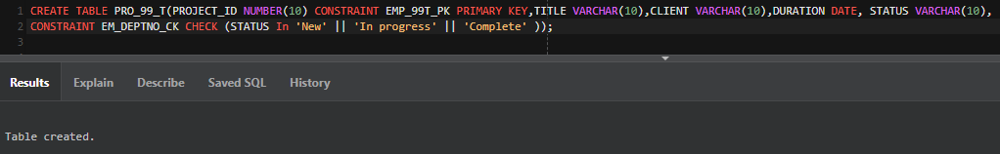 1 CREATE TABLE PRO_99_T(PROJECT_ID NUMBER(10) CONSTRAINT EMP_99T_PK PRIMARY KEY,TITLE VARCHAR(10),CLIENT VARCHAR(10),DURATION DATE, STATUS VARCHAR(10),
2 CONSTRAINT EM_DEPTNO_CK CHECK (STATUS In 'New' || 'In progress' || 'Complete' ));
3
Results Explain Describe Saved SQL History
Table created.